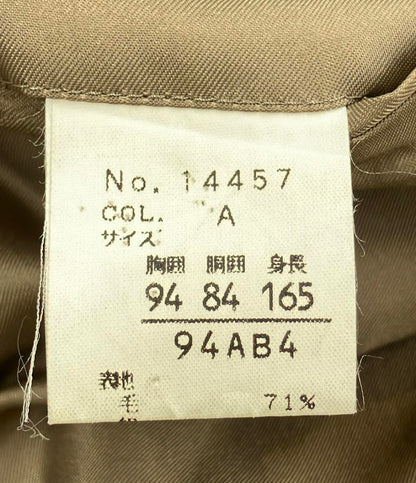 No. 14457
COL. A
サイズ
胸囲 胴囲 身長
94 84 165
94AB4
表地
毛 71%